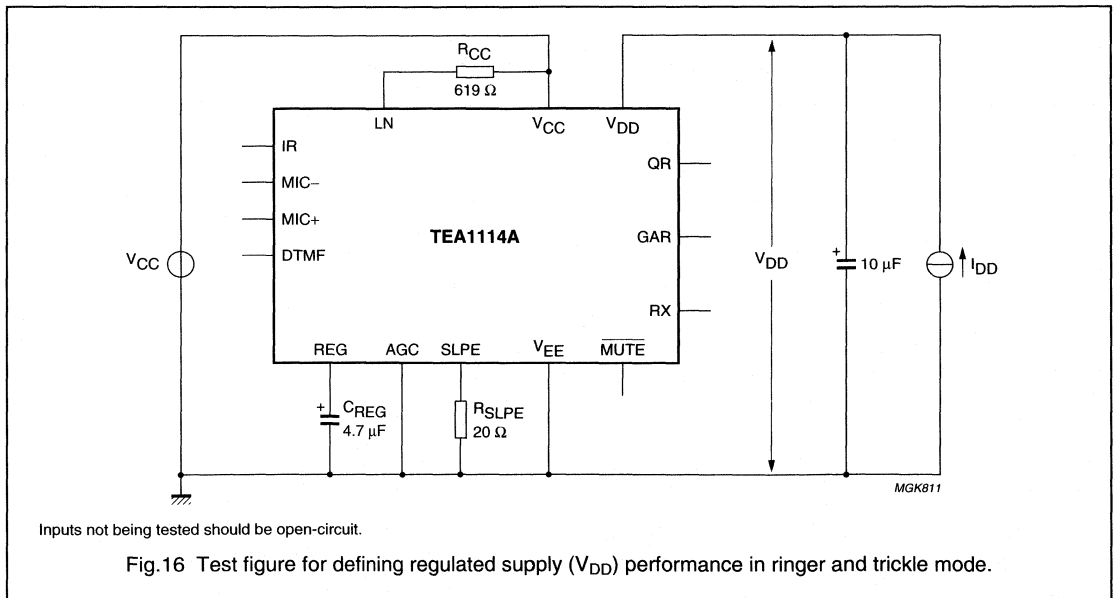 RCC
619 Ω
LN
VCC
VDD
IR
MIC−
MIC+
DTMF
TEA1114A
QR
GAR
RX
VCC
VDD
10 µF
IDD
REG
AGC
SLPE
VEE
MUTE
+
+
CREG
4.7 µF
RSLPE
20 Ω
MGK811
Inputs not being tested should be open-circuit.
Fig.16 Test figure for defining regulated supply (VDD) performance in ringer and trickle mode.